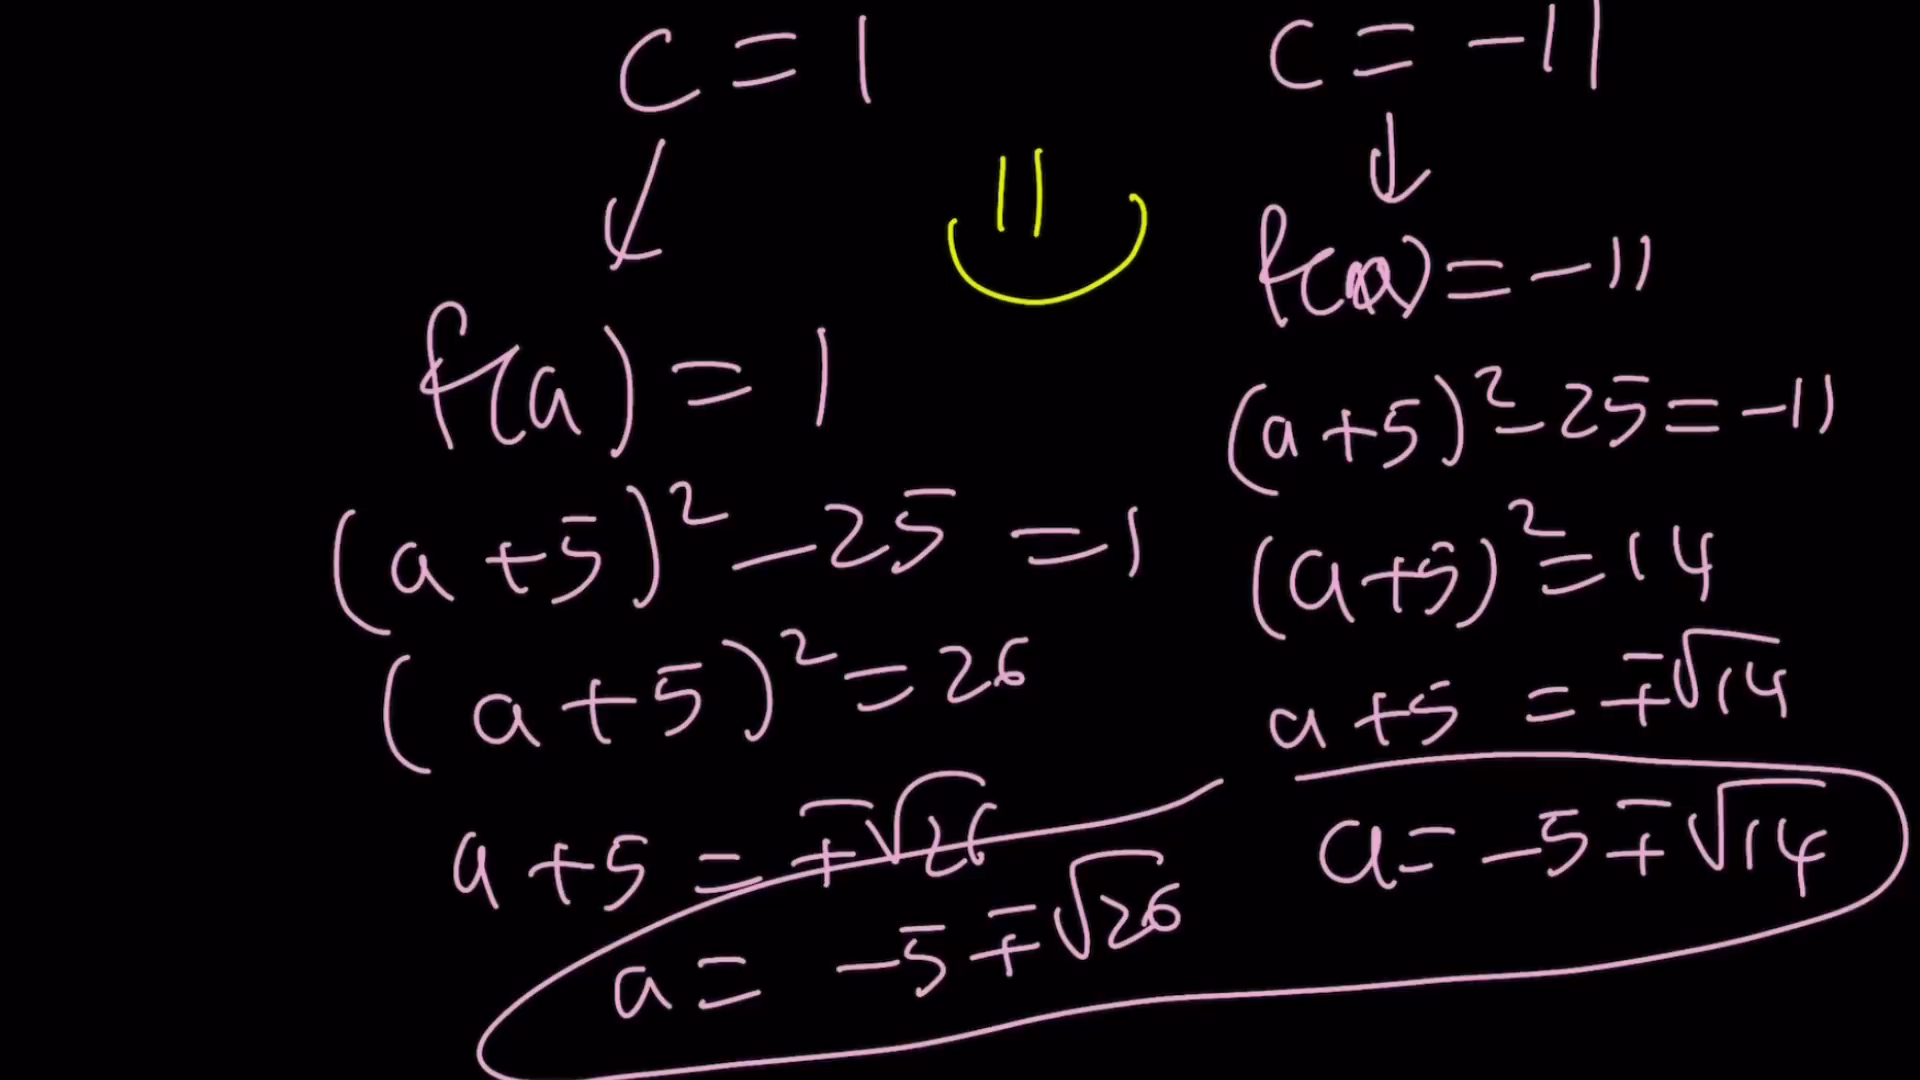 c = 1
f(a) = 1
(a+5)² - 25 = 1
(a+5)² = 26
a+5 = ∓√26
a = -5∓√26
c = -11
f(a) = -11
(a+5)² - 25 = -11
(a+5)² = 14
a+5 = ∓√14
a = -5∓√14